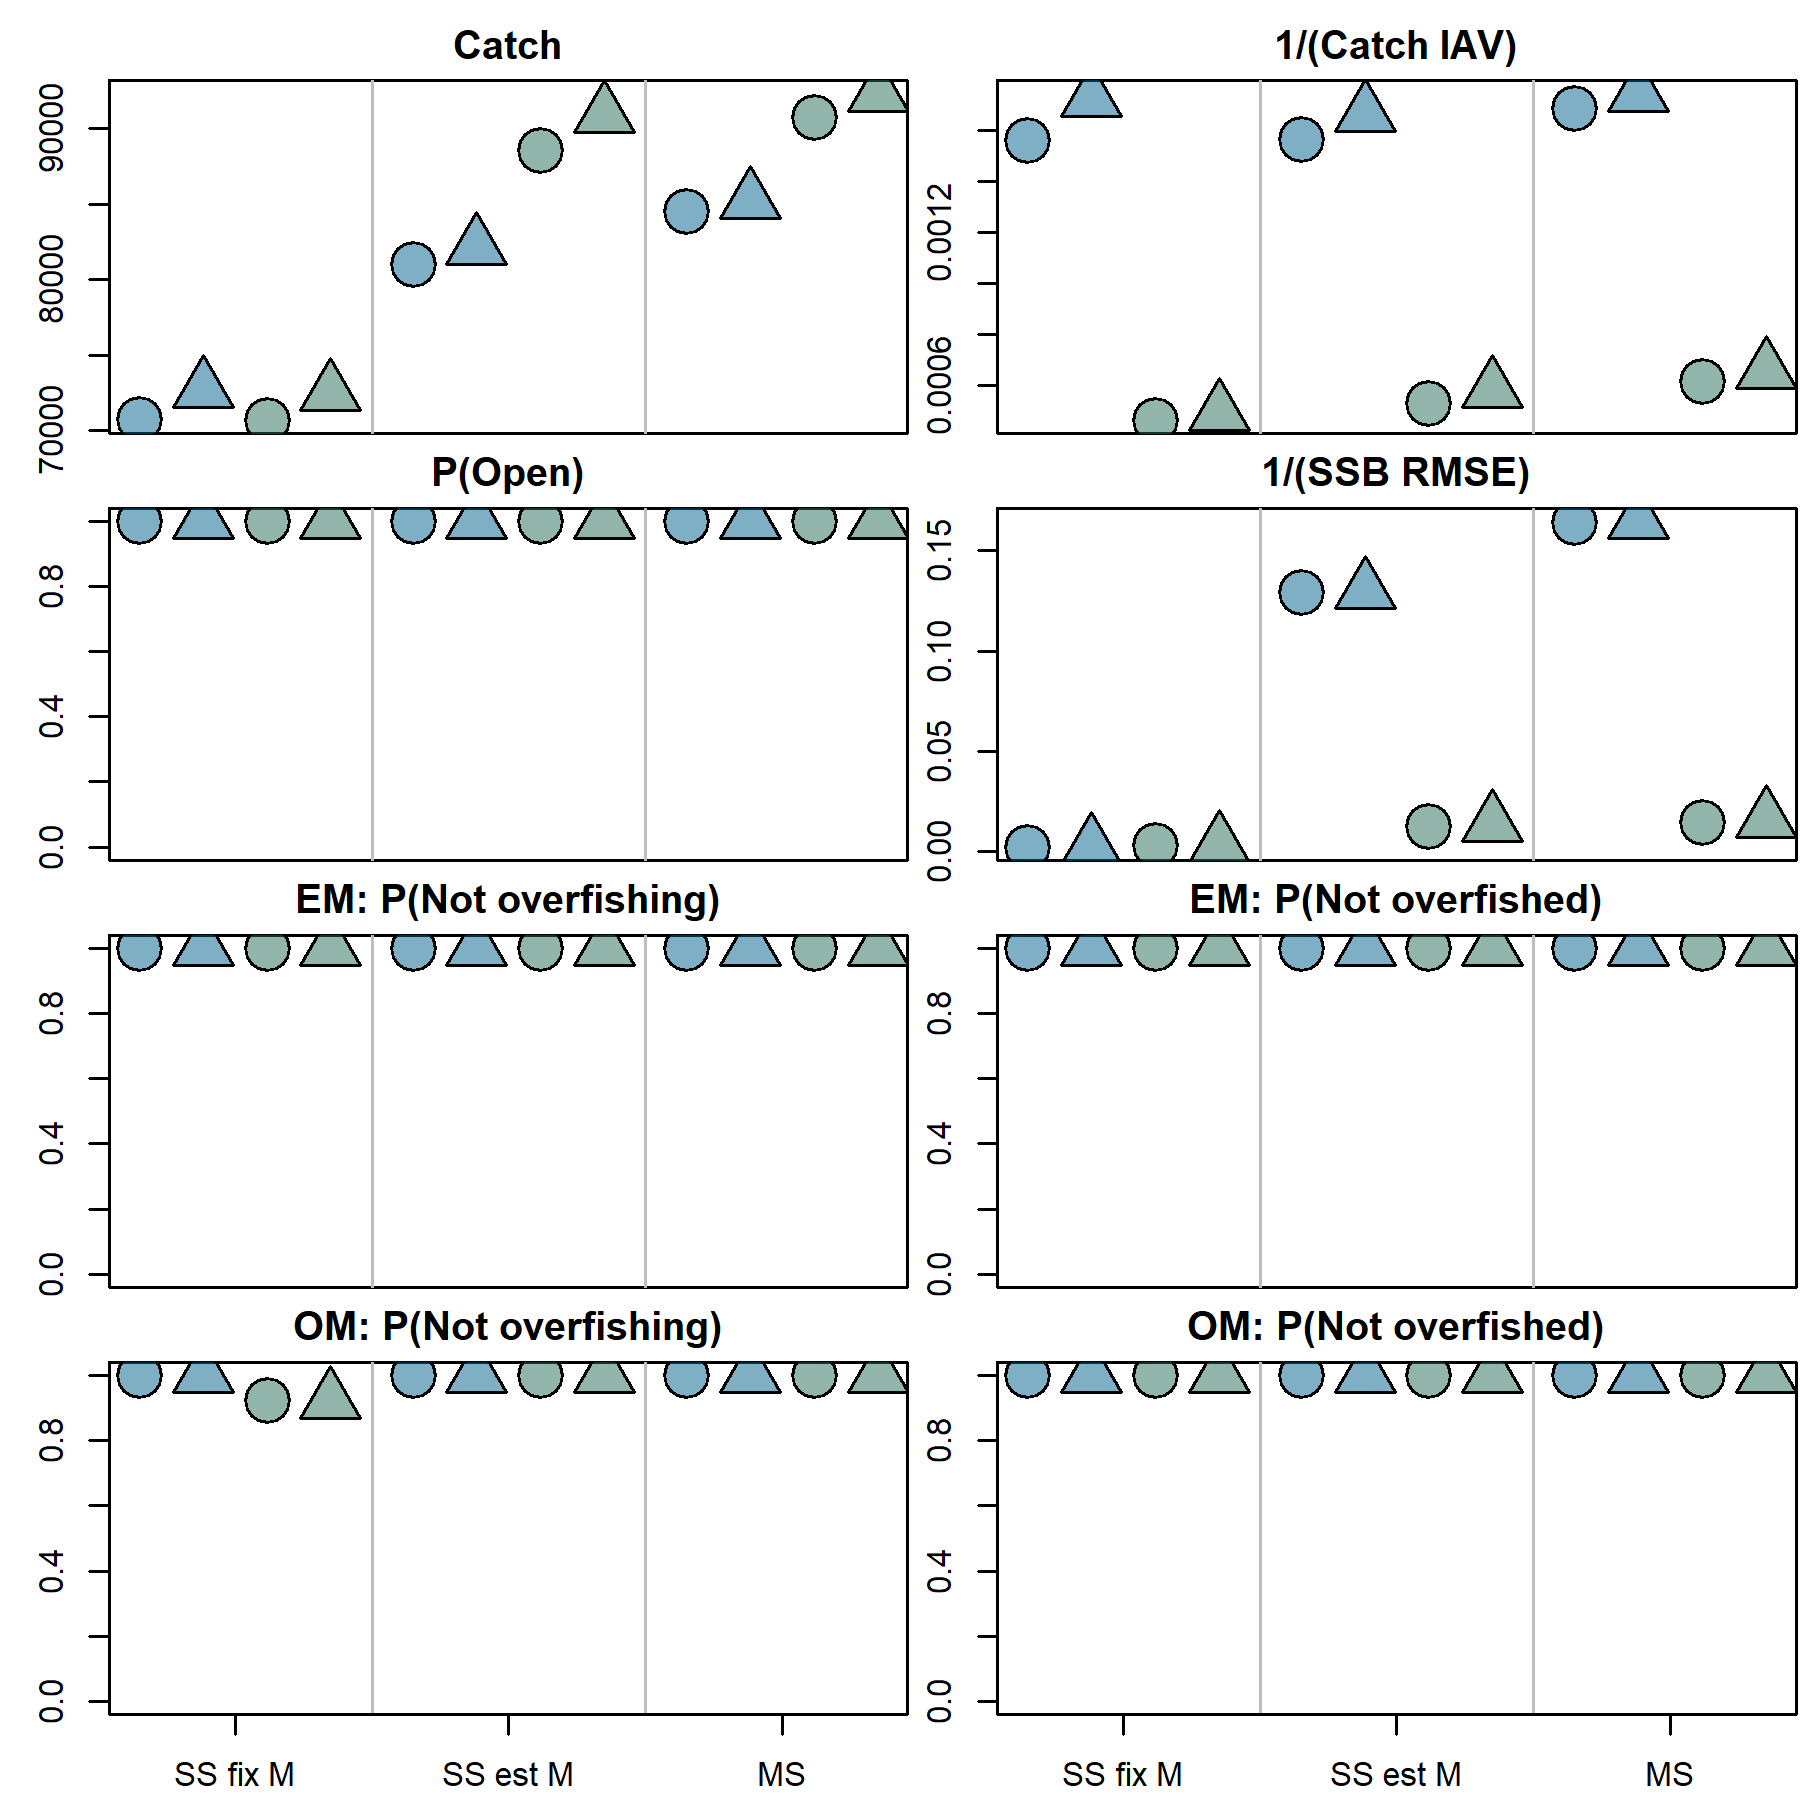 Catch
1/(Catch IAV)
90000
80000
70000
0.0012
0.0006
P(Open)
1/(SSB RMSE)
0.8
0.4
0.0
0.15
0.10
0.05
0.00
EM: P(Not overfishing)
EM: P(Not overfished)
0.8
0.4
0.0
0.8
0.4
0.0
OM: P(Not overfishing)
OM: P(Not overfished)
0.8
0.4
0.0
0.8
0.4
0.0
SS fix M SS est M MS
SS fix M SS est M MS